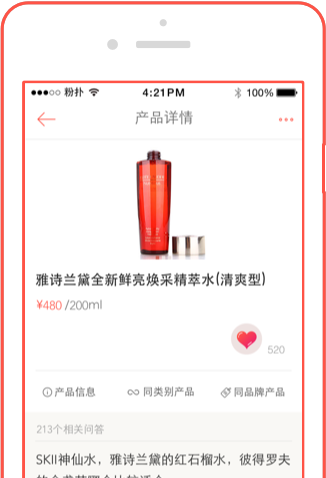 粉扑 4:21PM 100%
产品详情
雅诗兰黛全新鲜亮焕采精萃水(清爽型)
¥480 /200ml
520
产品信息 同类别产品 同品牌产品
213个相关问答
SKII神仙水，雅诗兰黛的红石榴水，彼得罗夫